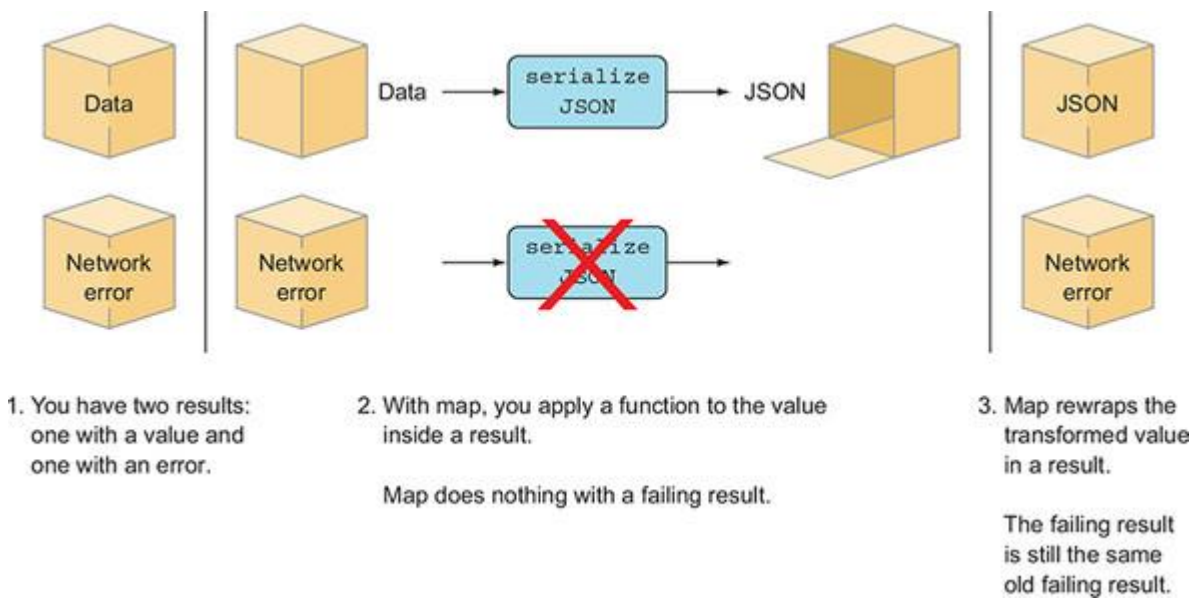 Data
Data
serialize
JSON
JSON
JSON
Network
error
Network
error
serialize
JSON
Network
error
1. You have two results:
one with a value and
one with an error.
2. With map, you apply a function to the value
inside a result.
Map does nothing with a failing result.
3. Map rewraps the
transformed value
in a result.
The failing result
is still the same
old failing result.